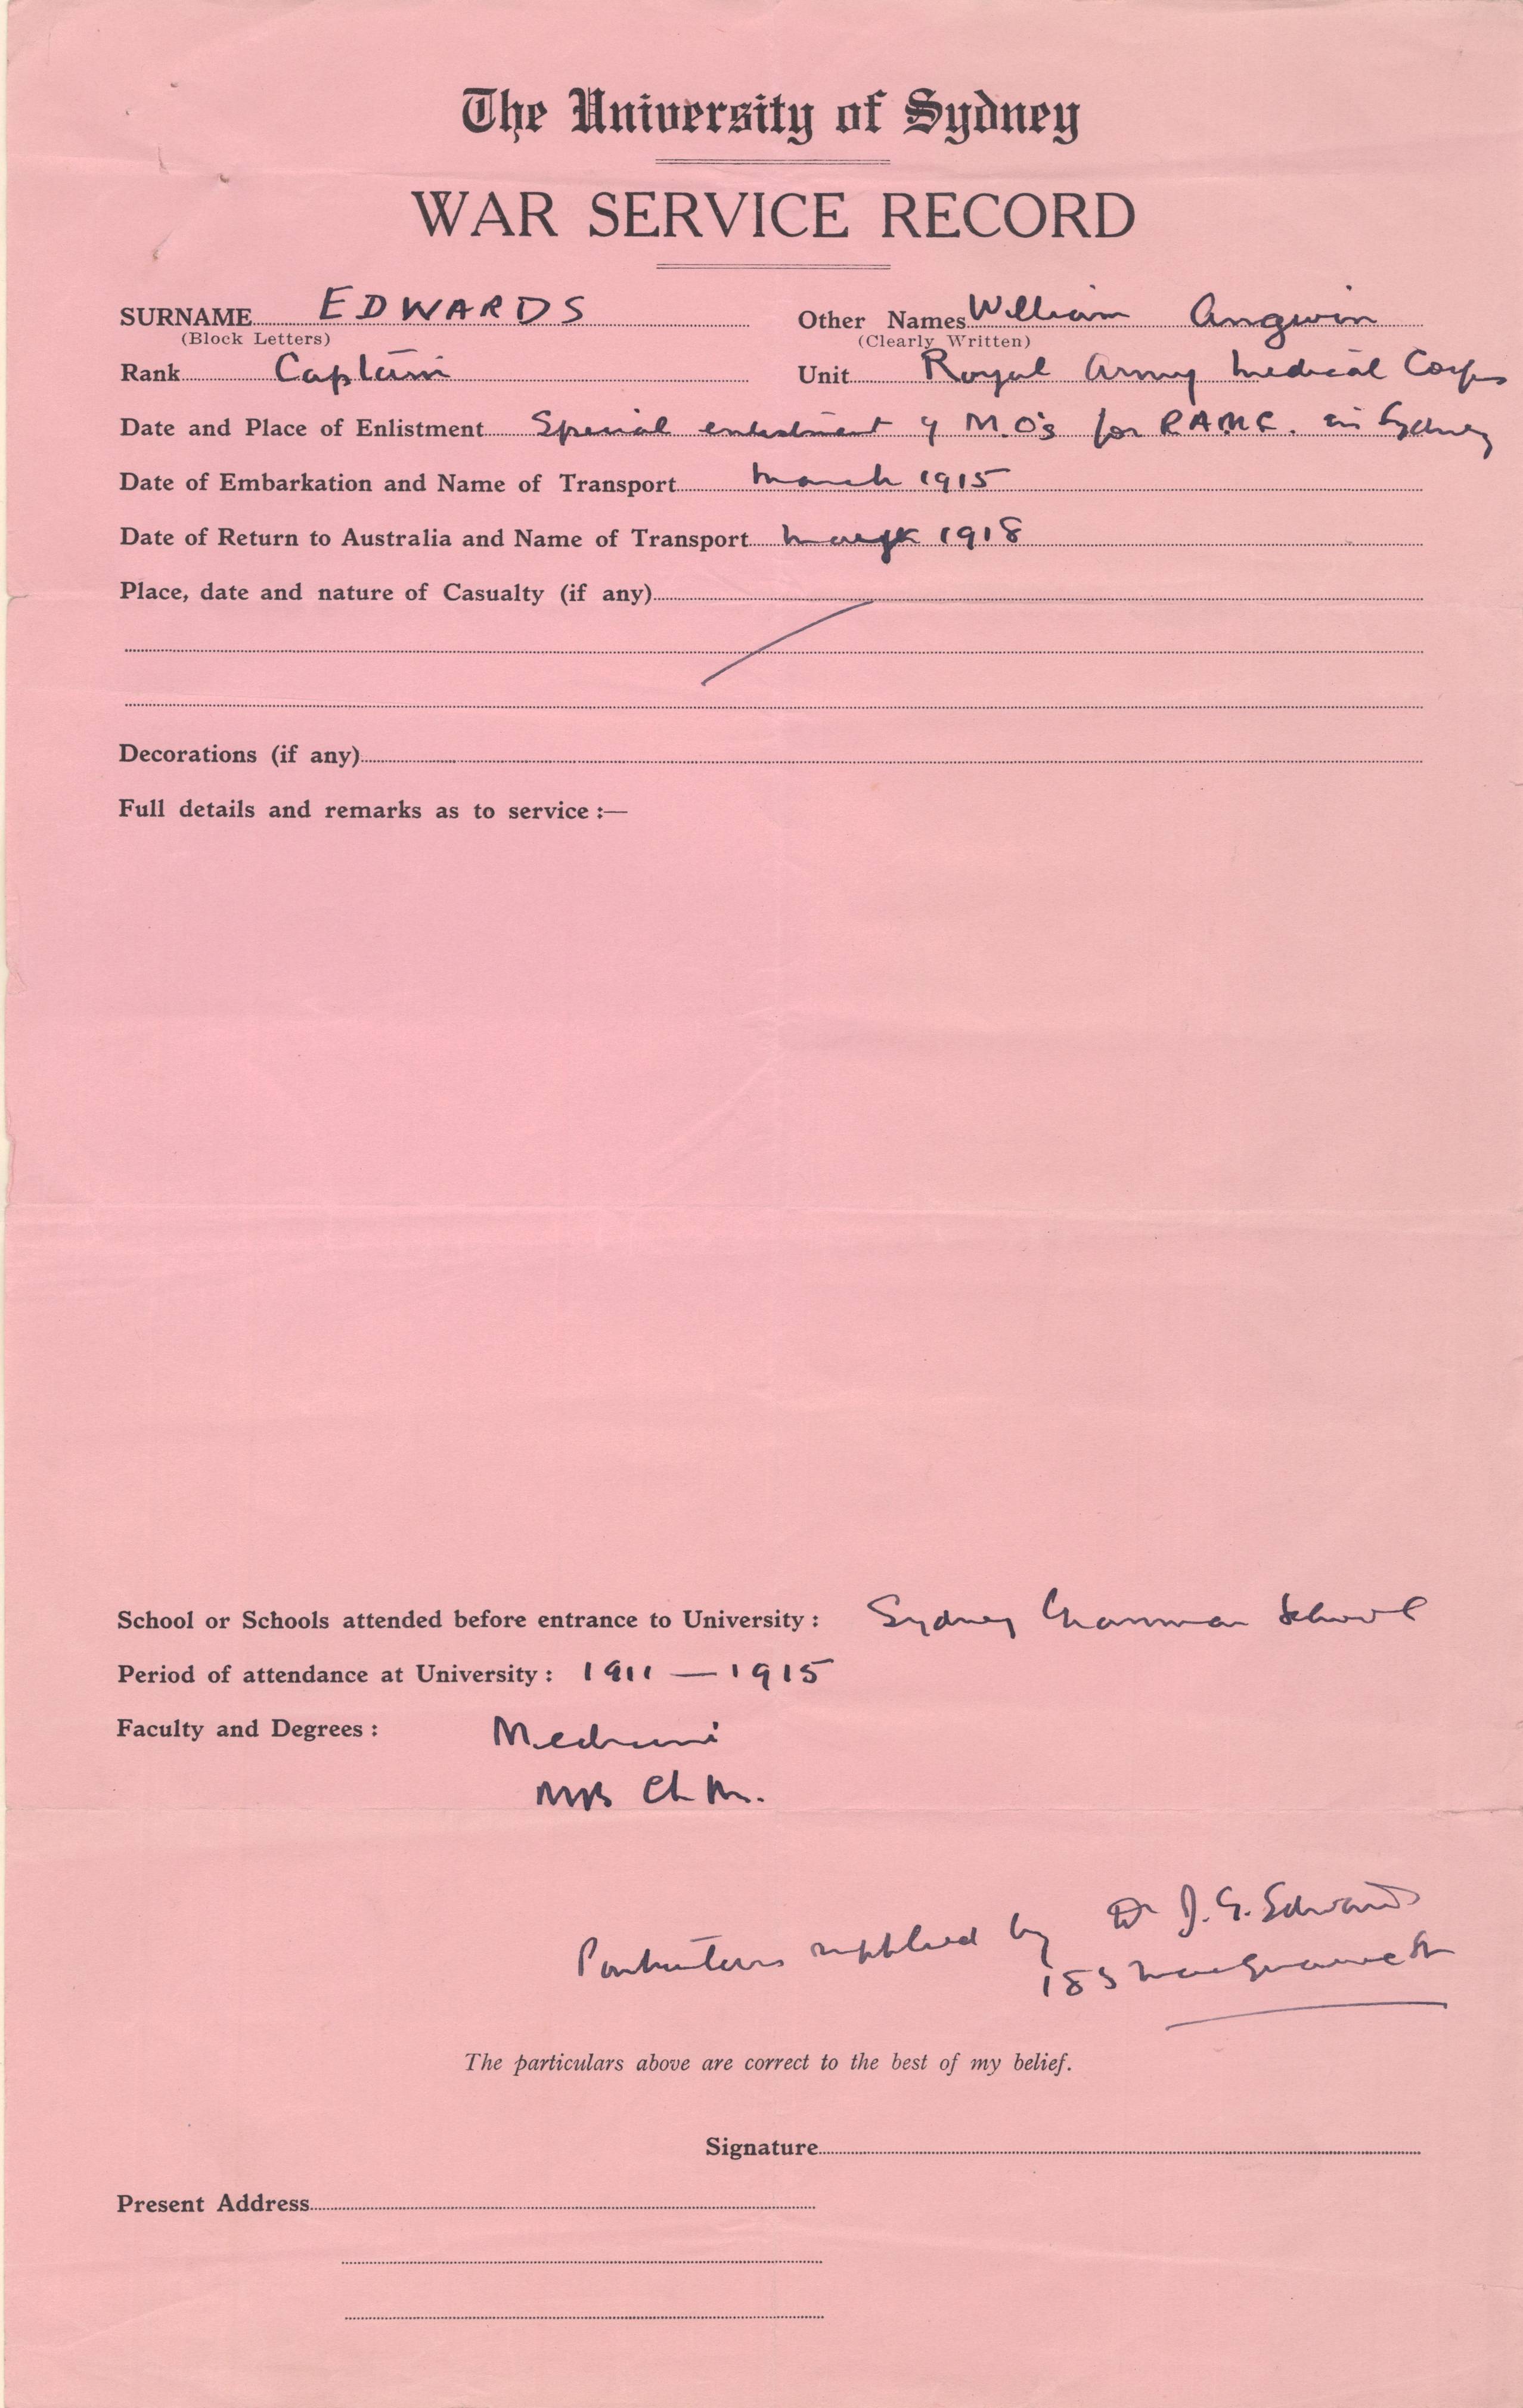 The University of Sydney
WAR SERVICE RECORD
SURNAME EDWARDS Other Names William Angwin
(Block Letters) (Clearly Written)
Rank Captain Unit Royal Army Medical Corps
Date and Place of Enlistment Special enlistment of M.O's for RAMC. in Sydney
Date of Embarkation and Name of Transport March 1915
Date of Return to Australia and Name of Transport 1918
Place, date and nature of Casualty (if any)
Decorations (if any)
Full details and remarks as to service :—
School or Schools attended before entrance to University : Sydney Grammar School
Period of attendance at University : 1911 — 1915
Faculty and Degrees : Medicine
MB Ch M.
Particulars supplied by Dr J. G. Edwards
185 Macquarie St
The particulars above are correct to the best of my belief.
Signature
Present Address